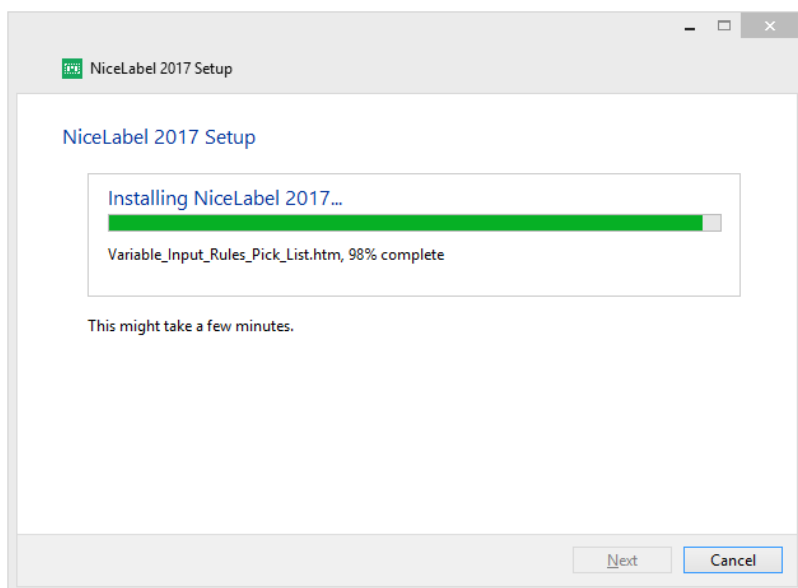 NiceLabel 2017 Setup
NiceLabel 2017 Setup
Installing NiceLabel 2017...
Variable_Input_Rules_Pick_List.htm, 98% complete
This might take a few minutes.
Next
Cancel